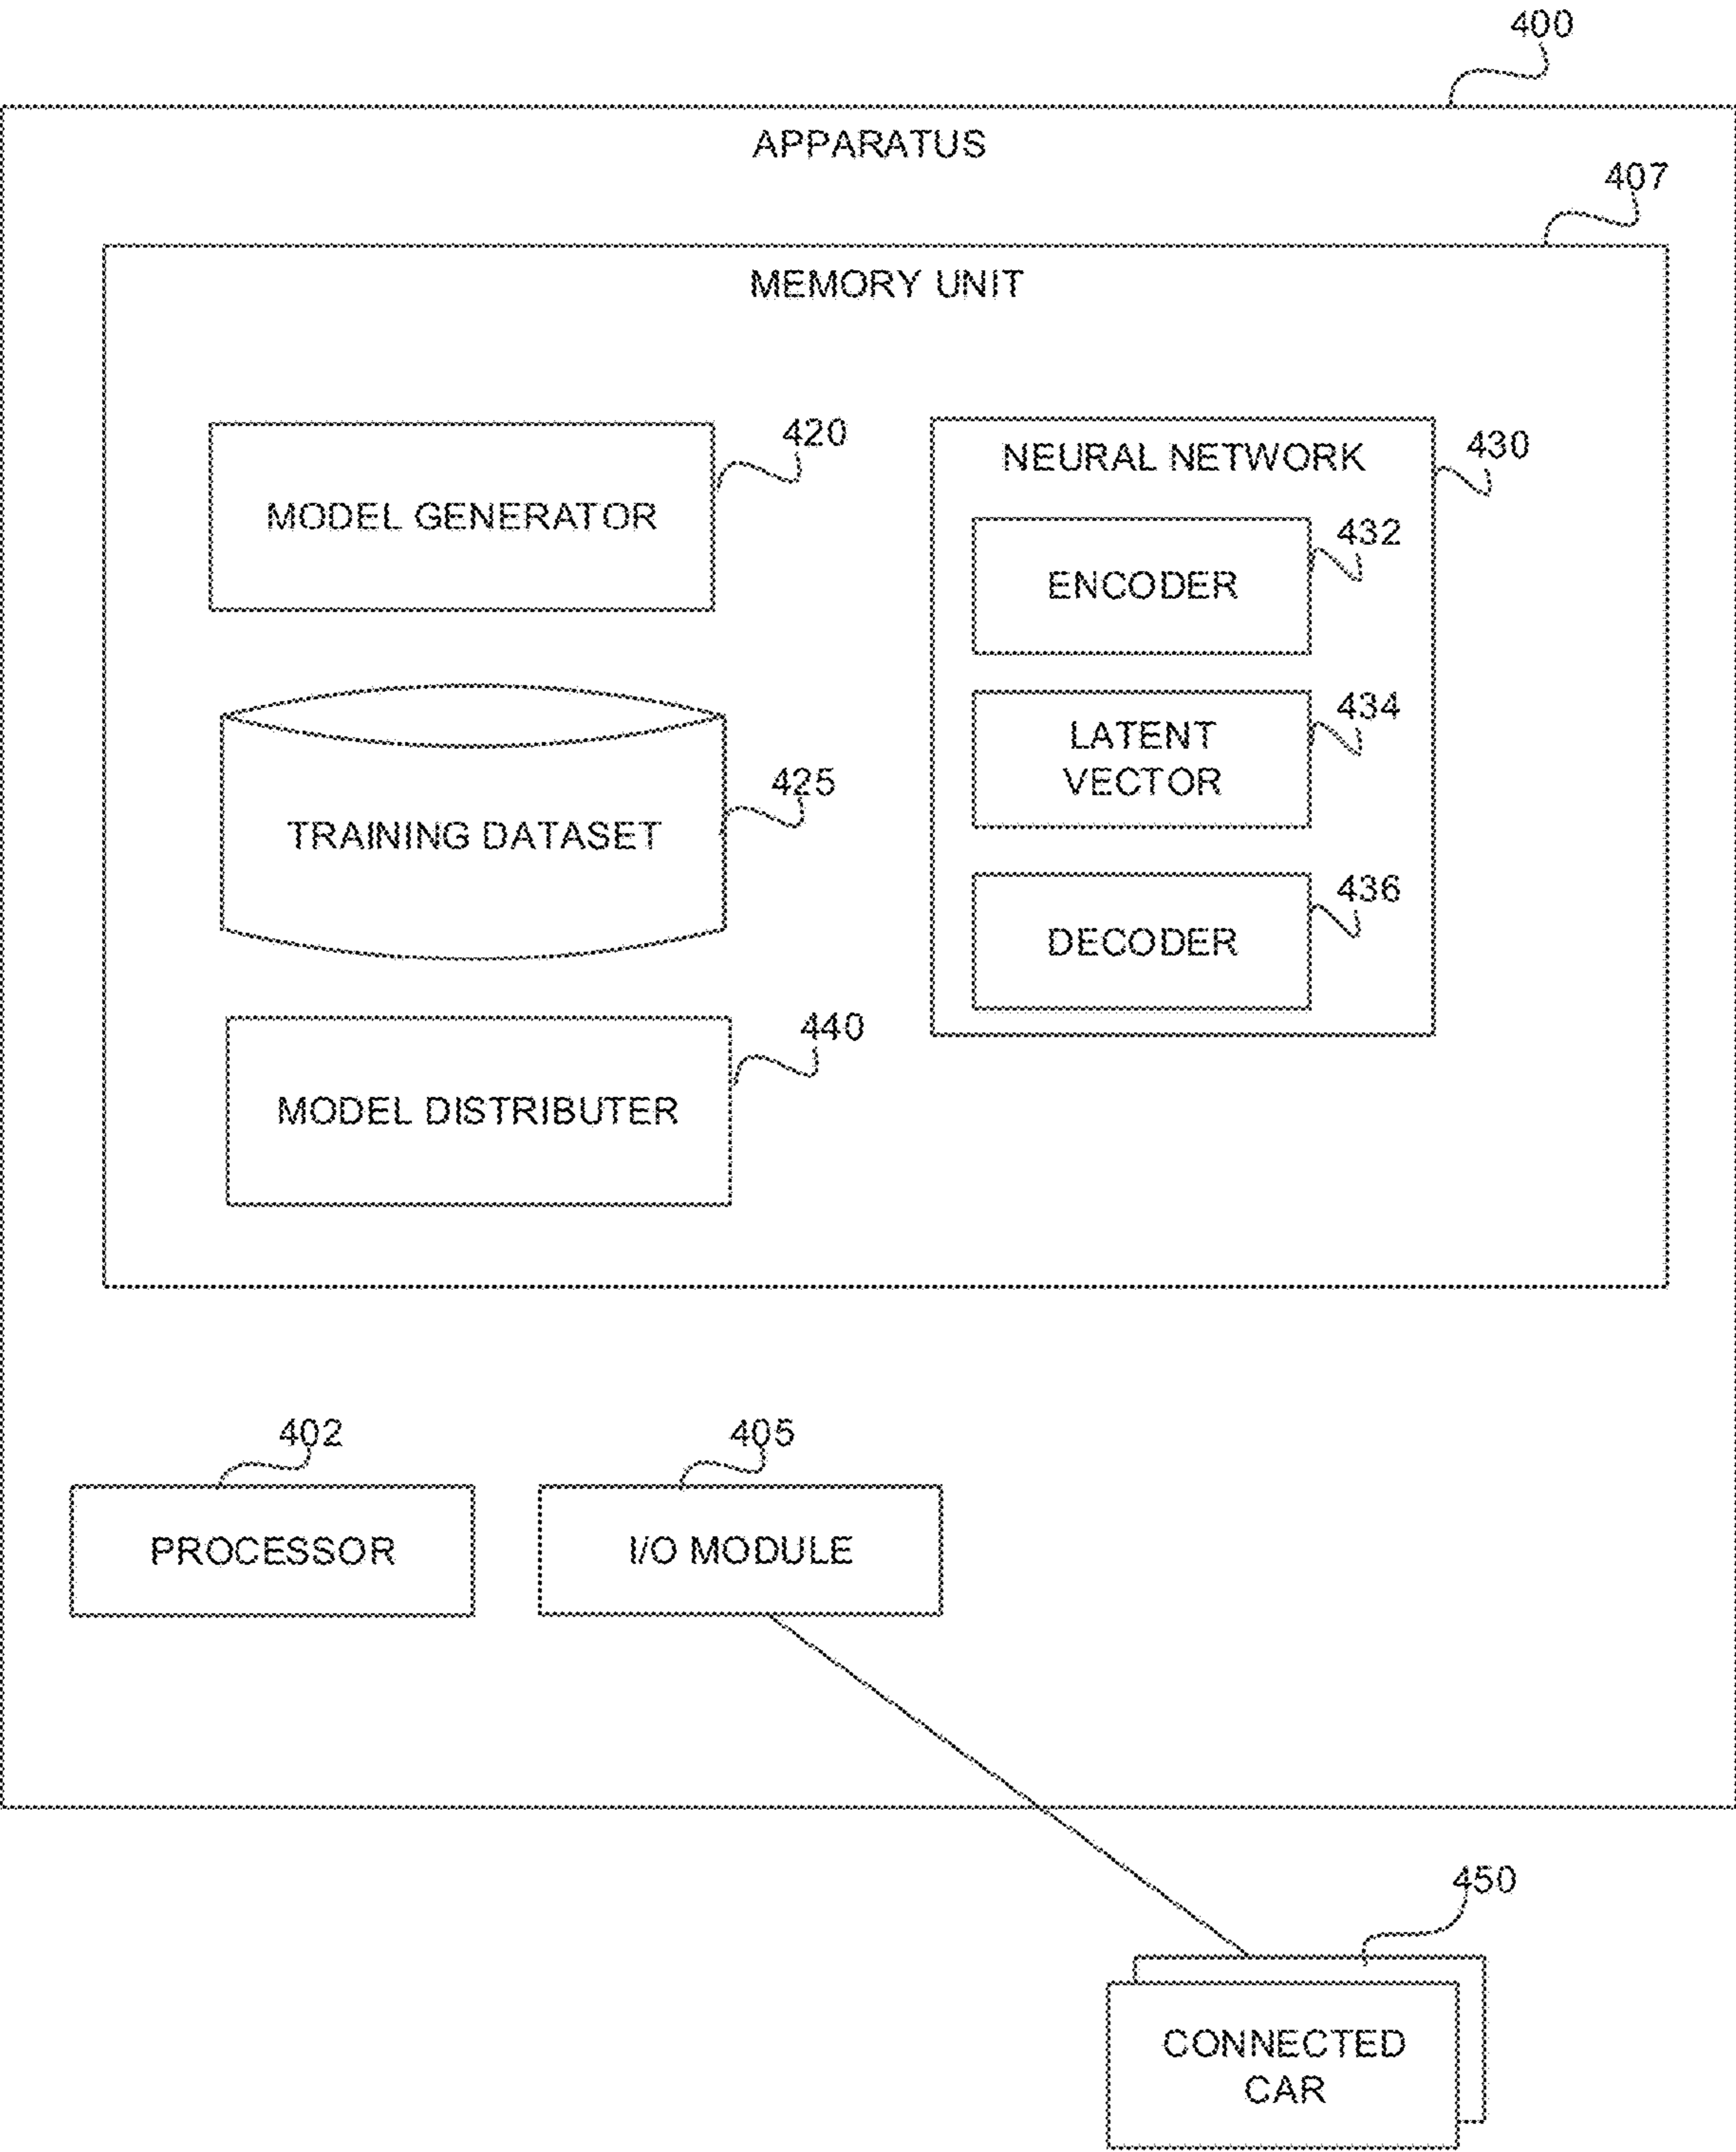 400
APPARATUS
407
MEMORY UNIT
420
MODEL GENERATOR
NEURAL NETWORK
430
432
ENCODER
434
LATENT
VECTOR
425
TRAINING DATASET
436
DECODER
440
MODEL DISTRIBUTER
402
PROCESSOR
405
I/O MODULE
450
CONNECTED
CAR